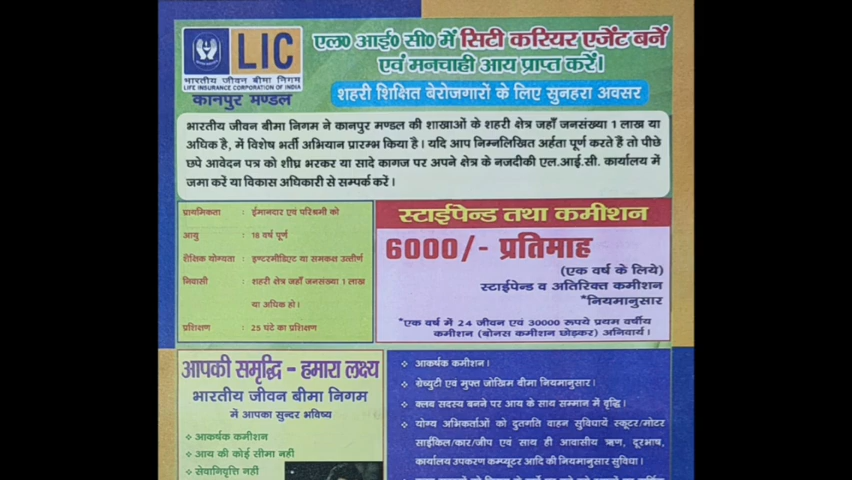 LIC
भारतीय जीवन बीमा निगम
LIFE INSURANCE CORPORATION OF INDIA
कानपुर मण्डल
एल० आई० सी० में सिटी करियर एजेंट बनें
एवं मनचाही आय प्राप्त करें।
शहरी शिक्षित बेरोजगारों के लिए सुनहरा अवसर
भारतीय जीवन बीमा निगम ने कानपुर मण्डल की शाखाओं के शहरी क्षेत्र जहाँ जनसंख्या 1 लाख या
अधिक है, में विशेष भर्ती अभियान प्रारम्भ किया है। यदि आप निम्नलिखित अर्हता पूर्ण करते है तो पीछे
छपे आवेदन पत्र को शीघ्र भरकर या सादे कागज पर अपने क्षेत्र के नजदीकी एल.आई.सी. कार्यालय में
जमा करें या विकास अधिकारी से सम्पर्क करें।
प्राथमिकता : ईमानदार एवं परिश्रमी को
आयु : 18 वर्ष पूर्ण
शैक्षिक योग्यता : इण्टरमीडिएट या समकक्ष उत्तीर्ण
निवासी : शहरी क्षेत्र जहाँ जनसंख्या 1 लाख
या अधिक हो।
प्रशिक्षण : 25 घंटे का प्रशिक्षण
स्टाईपेन्ड तथा कमीशन
6000/- प्रतिमाह
(एक वर्ष के लिये)
स्टाईपेन्ड व अतिरिक्त कमीशन
*नियमानुसार
*एक वर्ष में 24 जीवन एवं 30000 रूपये प्रथम वर्षीय
कमीशन (बोनस कमीशन छोड़कर) अनिवार्य।
आपकी समृद्धि - हमारा लक्ष्य
भारतीय जीवन बीमा निगम
में आपका सुन्दर भविष्य
आकर्षक कमीशन
आय की कोई सीमा नहीं
सेवानिवृत्ति नहीं
आकर्षक कमीशन।
ग्रेच्युटी एवं मुफ्त जोखिम बीमा नियमानुसार।
क्लब सदस्य बनने पर आय के साथ सम्मान में वृद्धि।
योग्य अभिकर्ताओं को दुतगति वाहन सुविधायें स्कूटर/मोटर
साईकिल/कार/जीप एवं साथ ही आवासीय ऋण, दूरभाष,
कार्यालय उपकरण कम्प्यूटर आदि की नियमानुसार सुविधा।